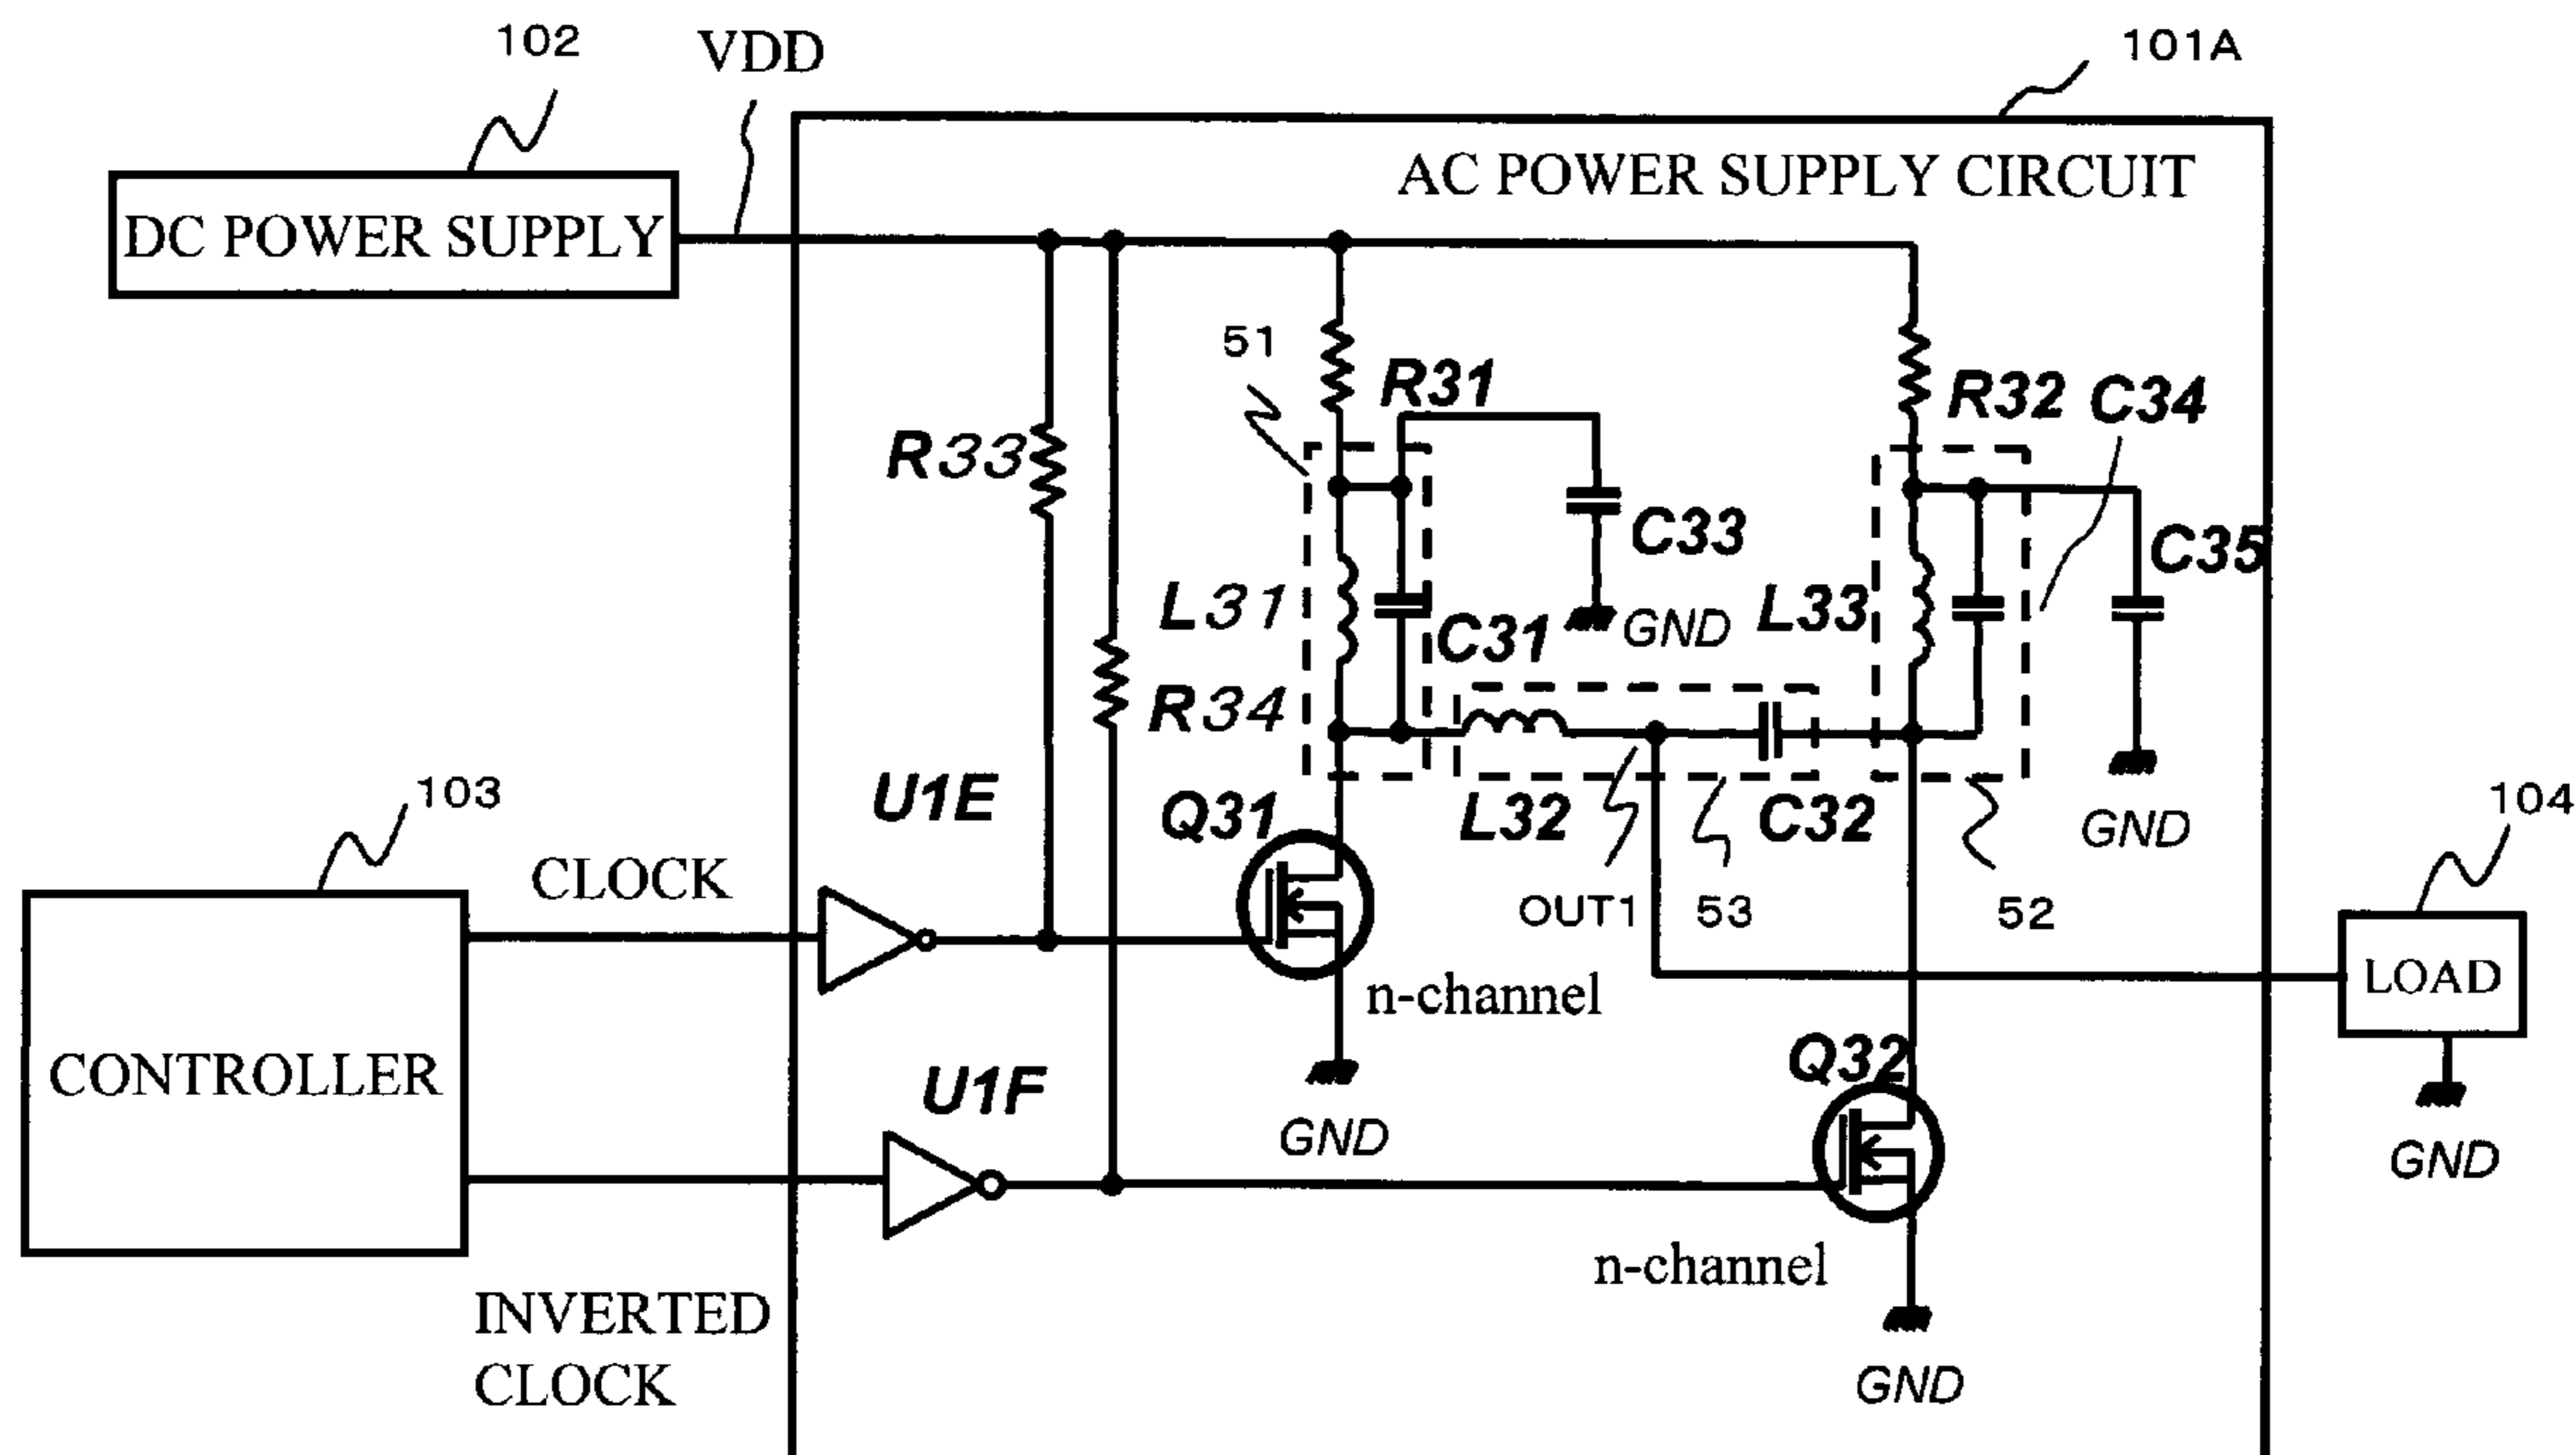 102
VDD
101A
DC POWER SUPPLY
AC POWER SUPPLY CIRCUIT
51
R31
R32
C34
R33
C33
C35
L31
C31
GND
L33
R34
103
CLOCK
U1E
Q31
L32
C32
GND
104
OUT1
53
52
n-channel
LOAD
CONTROLLER
U1F
GND
Q32
GND
INVERTED
CLOCK
n-channel
GND